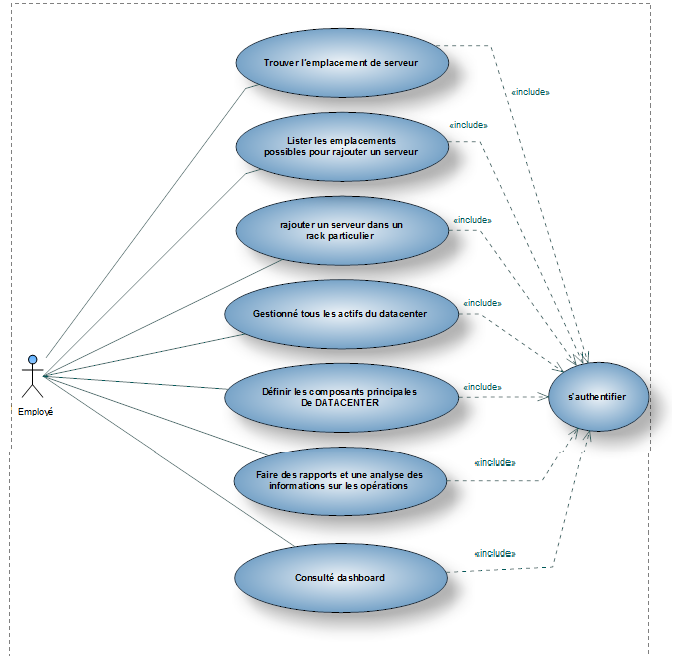 Trouver l'emplacement de serveur
«include»
Lister les emplacements
possibles pour rajouter un serveur
«include»
rajouter un serveur dans un
rack particulier
«include»
Gestionné tous les actifs du datacenter
«include»
Définir les composants principales
De DATACENTER
«include»
s'authentifier
Employé
Faire des rapports et une analyse des
informations sur les opérations
«include»
Consulté dashboard
«include»